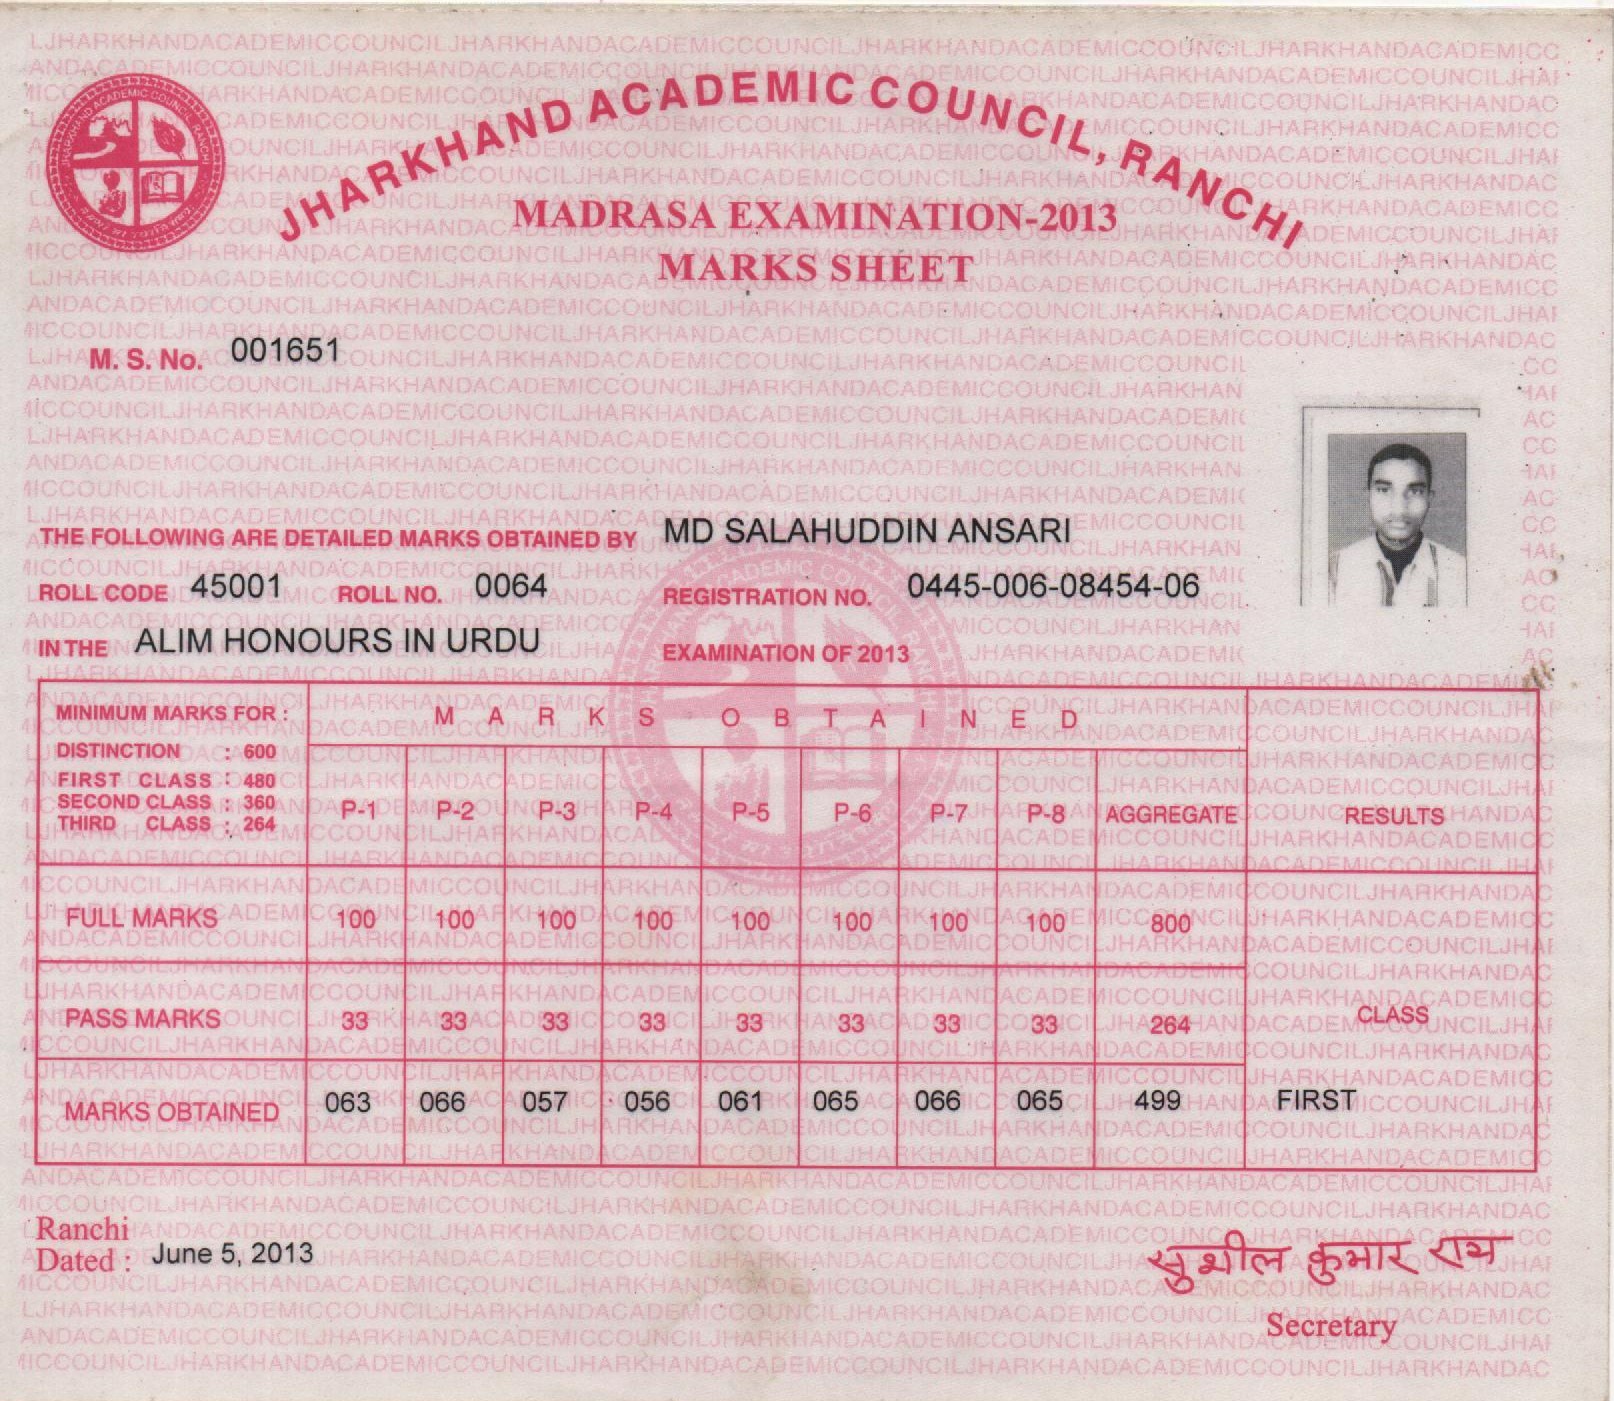 JHARKHAND ACADEMIC COUNCIL, RANCHI
MADRASA EXAMINATION-2013
MARKS SHEET
M. S. No. 001651
THE FOLLOWING ARE DETAILED MARKS OBTAINED BY MD SALAHUDDIN ANSARI
ROLL CODE 45001 ROLL NO. 0064 REGISTRATION NO. 0445-006-08454-06
IN THE ALIM HONOURS IN URDU EXAMINATION OF 2013
MINIMUM MARKS FOR : MARKS OBTAINED
DISTINCTION : 600
FIRST CLASS : 480
SECOND CLASS : 360
THIRD CLASS : 264
P-1 P-2 P-3 P-4 P-5 P-6 P-7 P-8 AGGREGATE RESULTS
FULL MARKS 100 100 100 100 100 100 100 100 800
PASS MARKS 33 33 33 33 33 33 33 33 264 CLASS
MARKS OBTAINED 063 066 057 056 061 065 066 065 499 FIRST
Ranchi
Dated : June 5, 2013
सुशील कुमार राय
Secretary